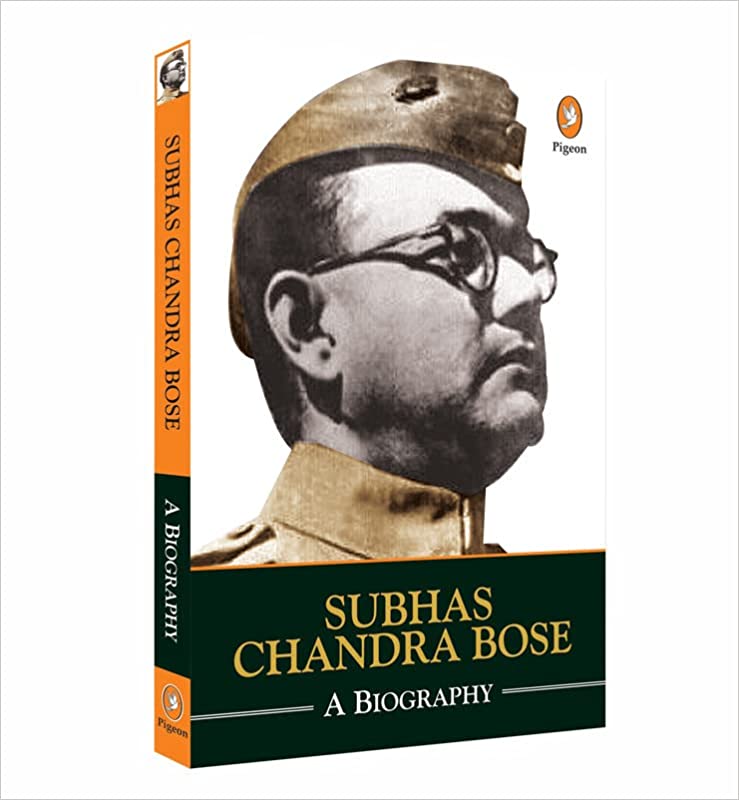 SUBHAS CHANDRA BOSE
A BIOGRAPHY
Pigeon
Pigeon
SUBHAS
CHANDRA BOSE
A BIOGRAPHY